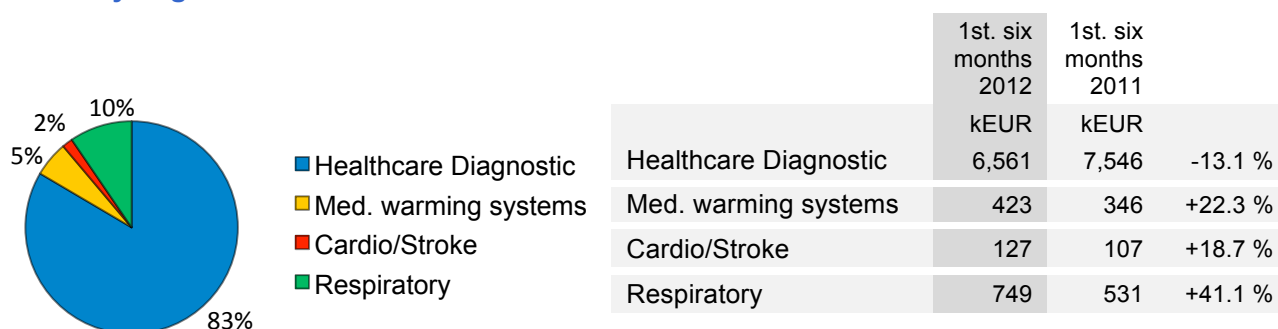 10%
2%
5%
83%
Healthcare Diagnostic
Med. warming systems
Cardio/Stroke
Respiratory
1st. six months 2012 1st. six months 2011
kEUR kEUR
Healthcare Diagnostic 6,561 7,546 -13.1 %
Med. warming systems 423 346 +22.3 %
Cardio/Stroke 127 107 +18.7 %
Respiratory 749 531 +41.1 %